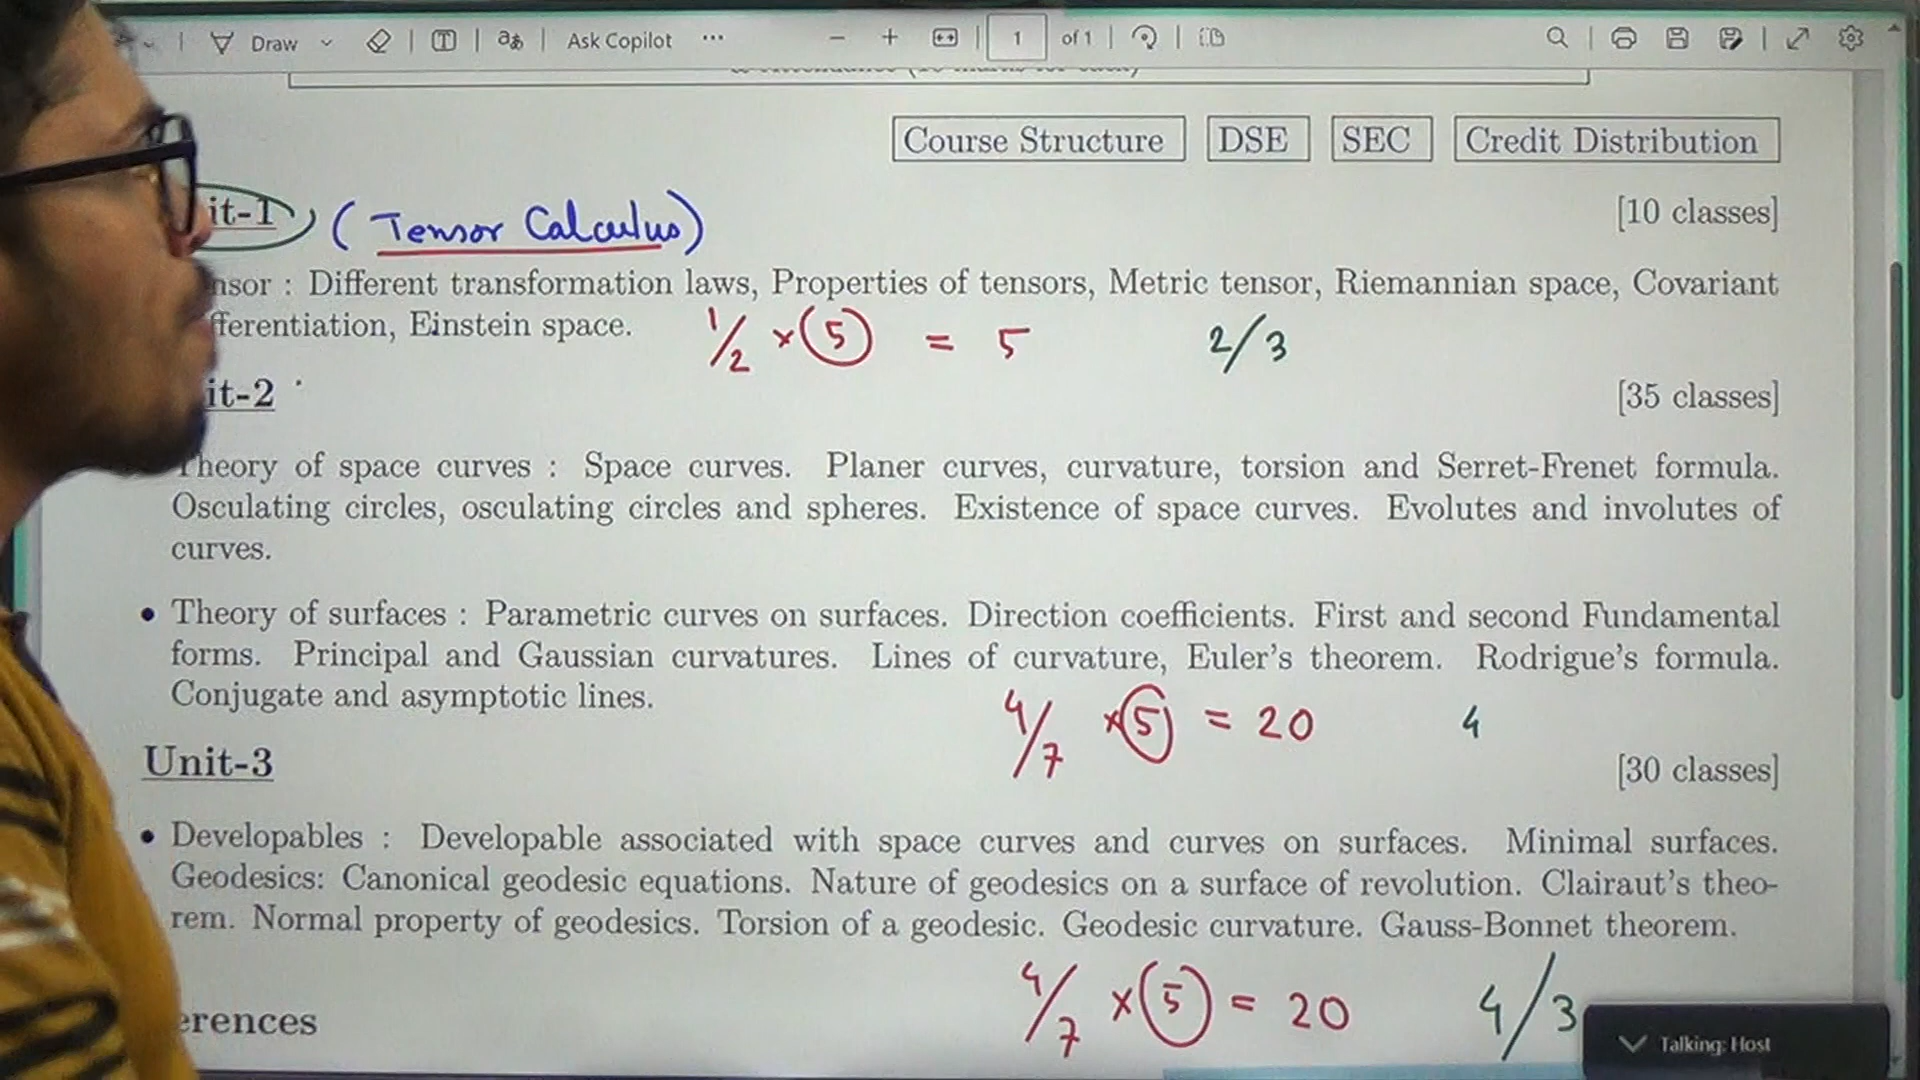 Draw Ask Copilot ... 1 of 1
Course Structure DSE SEC Credit Distribution
it-1 (Tensor Calculus) [10 classes]
nsor : Different transformation laws, Properties of tensors, Metric tensor, Riemannian space, Covariant
fferentiation, Einstein space.
1/2 × 5 = 5 2/3
it-2 [35 classes]
Theory of space curves : Space curves. Planer curves, curvature, torsion and Serret-Frenet formula.
Osculating circles, osculating circles and spheres. Existence of space curves. Evolutes and involutes of
curves.
• Theory of surfaces : Parametric curves on surfaces. Direction coefficients. First and second Fundamental
forms. Principal and Gaussian curvatures. Lines of curvature, Euler's theorem. Rodrigue's formula.
Conjugate and asymptotic lines.
4/7 × 5 = 20 4
Unit-3 [30 classes]
• Developables : Developable associated with space curves and curves on surfaces. Minimal surfaces.
Geodesics: Canonical geodesic equations. Nature of geodesics on a surface of revolution. Clairaut's theo-
rem. Normal property of geodesics. Torsion of a geodesic. Geodesic curvature. Gauss-Bonnet theorem.
4/7 × 5 = 20 4/3
erences
Talking: Host